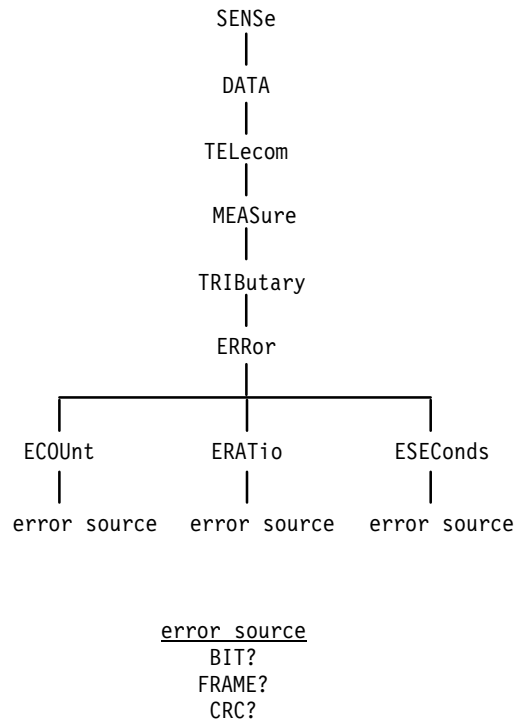 SENSe
DATA
TELecom
MEASure
TRIButary
ERRor
ECOUnt ERATio ESEConds
error source error source error source
error source
BIT?
FRAME?
CRC?